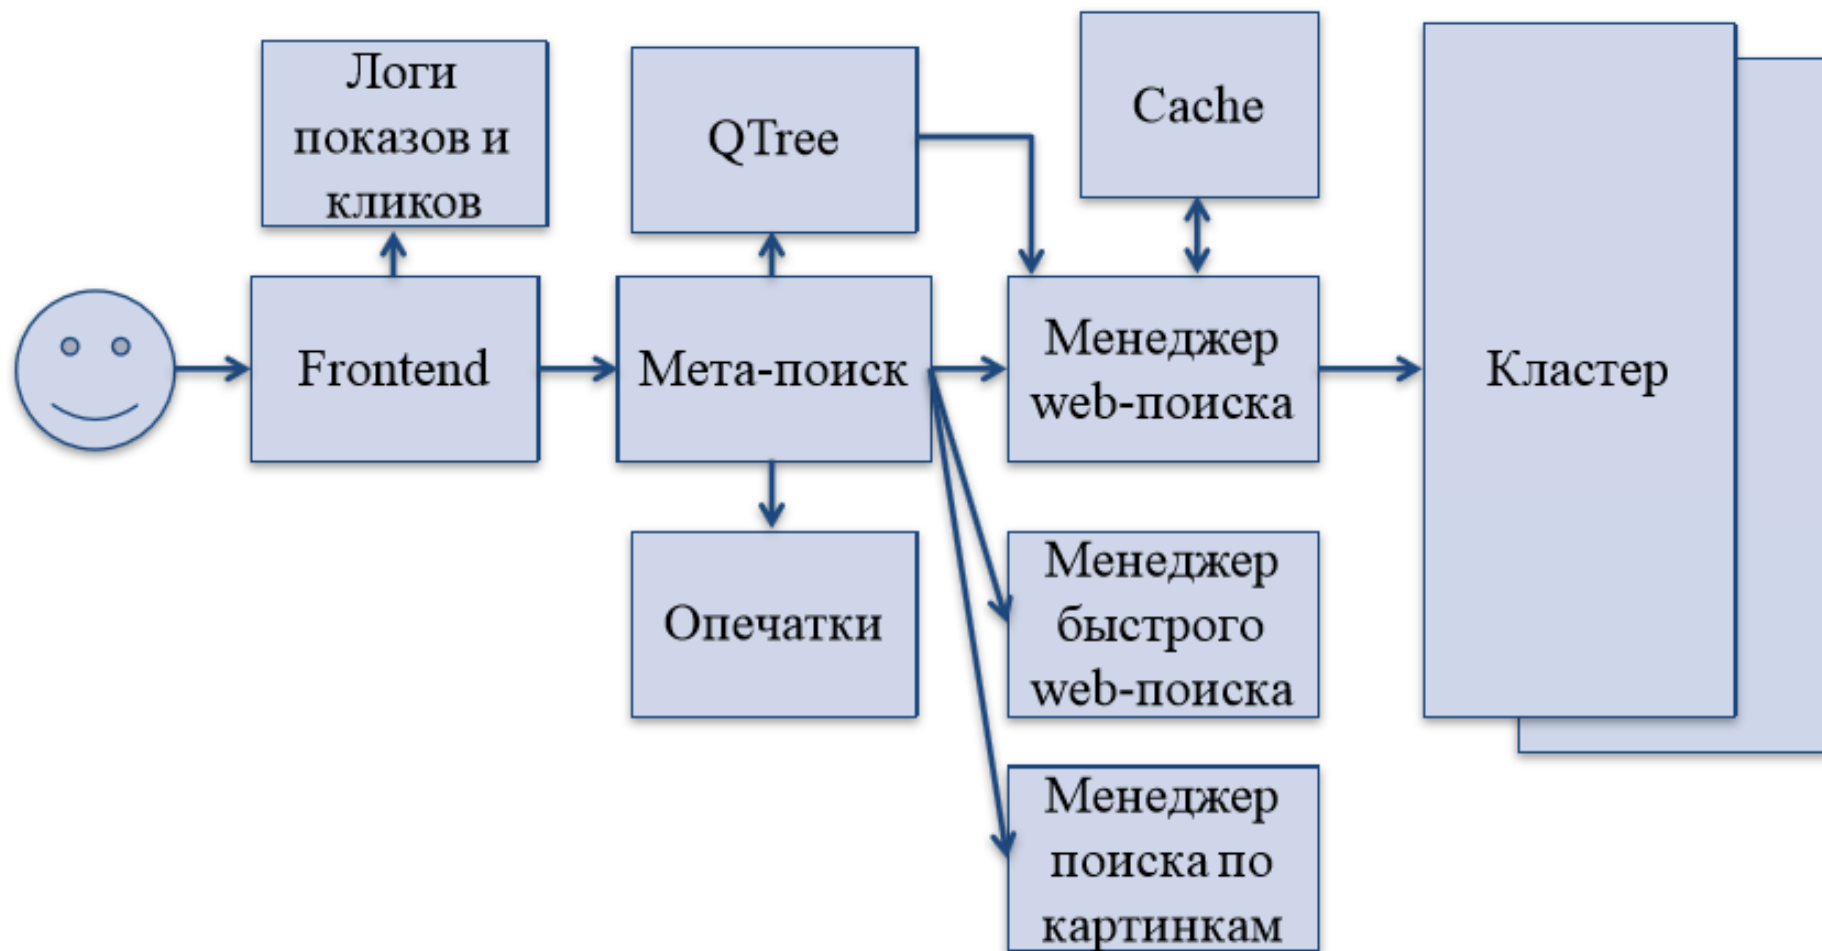 Логи
показов и
кликов
QTree
Cache
Frontend
Мета-поиск
Менеджер
web-поиска
Кластер
Опечатки
Менеджер
быстрого
web-поиска
Менеджер
поиска по
картинкам